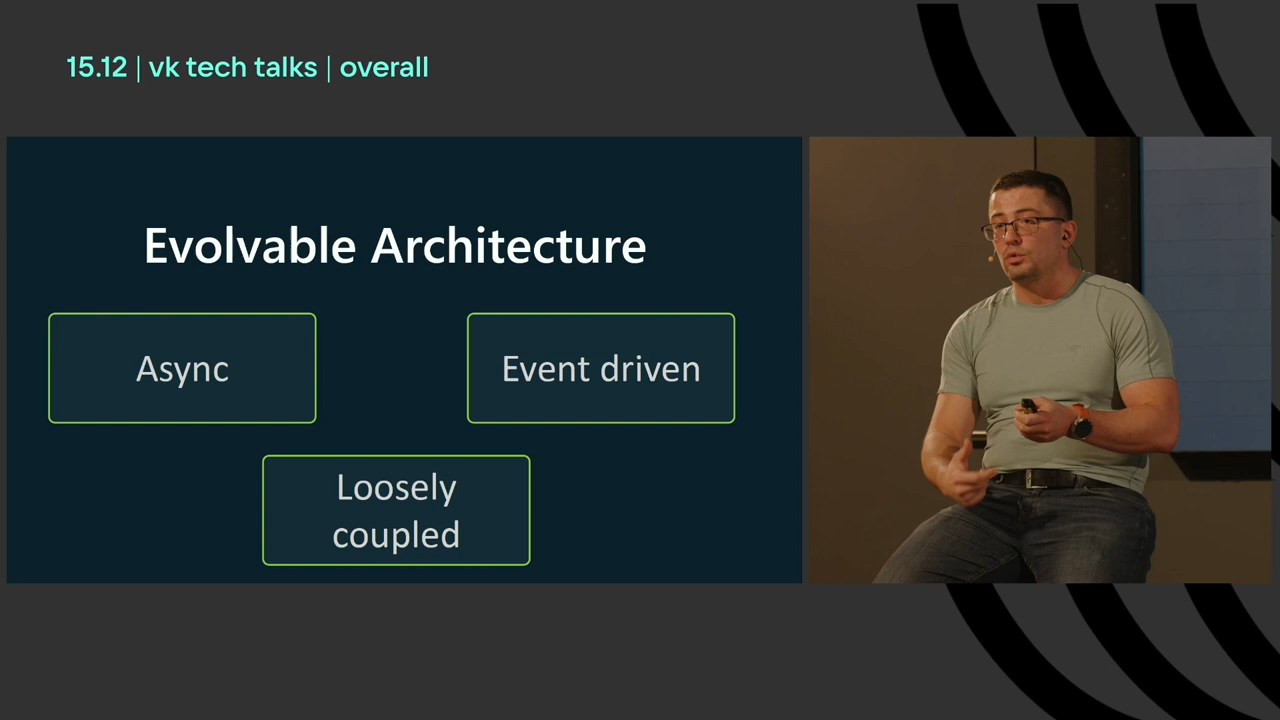 15.12 | vk tech talks | overall
Evolvable Architecture
Async
Event driven
Loosely
coupled